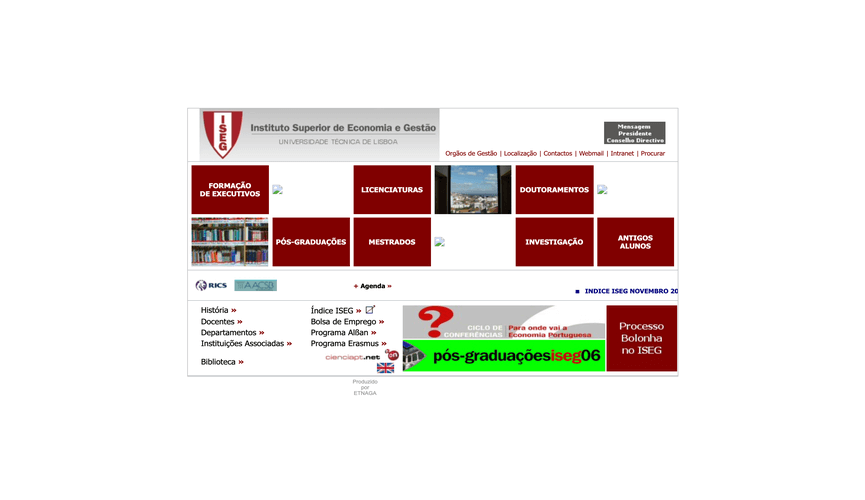 ISEG
Instituto Superior de Economia e Gestão
UNIVERSIDADE TÉCNICA DE LISBOA
Mensagem
Presidente
Conselho Directivo
Orgãos de Gestão | Localização | Contactos | Webmail | Intranet | Procurar
FORMAÇÃO
DE EXECUTIVOS
LICENCIATURAS
DOUTORAMENTOS
PÓS-GRADUAÇÕES
MESTRADOS
INVESTIGAÇÃO
ANTIGOS
ALUNOS
RICS
AACSB
+ Agenda »
INDICE ISEG NOVEMBRO 20
História »
Docentes »
Departamentos »
Instituições Associadas »
Biblioteca »
Índice ISEG »
Bolsa de Emprego »
Programa Alßan »
Programa Erasmus »
cienciapt.net
?
CICLO DE
CONFERÊNCIAS
Para onde vai a
Economia Portuguesa
pós-graduaçõesiseg06
Processo
Bolonha
no ISEG
Produzido
por
ETNAGA